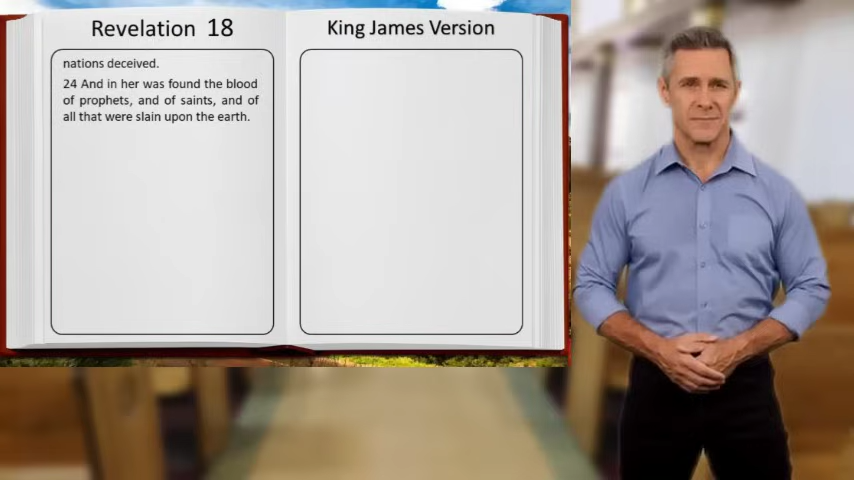 Revelation 18
King James Version
nations deceived.
24 And in her was found the blood
of prophets, and of saints, and of
all that were slain upon the earth.